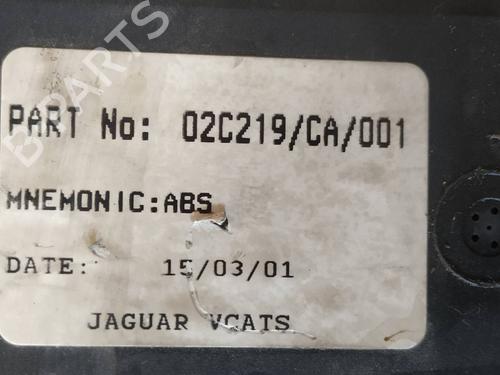 PART No: 02C219/CA/001
MNEMONIC:ABS
DATE: 15/03/01
JAGUAR VCATS